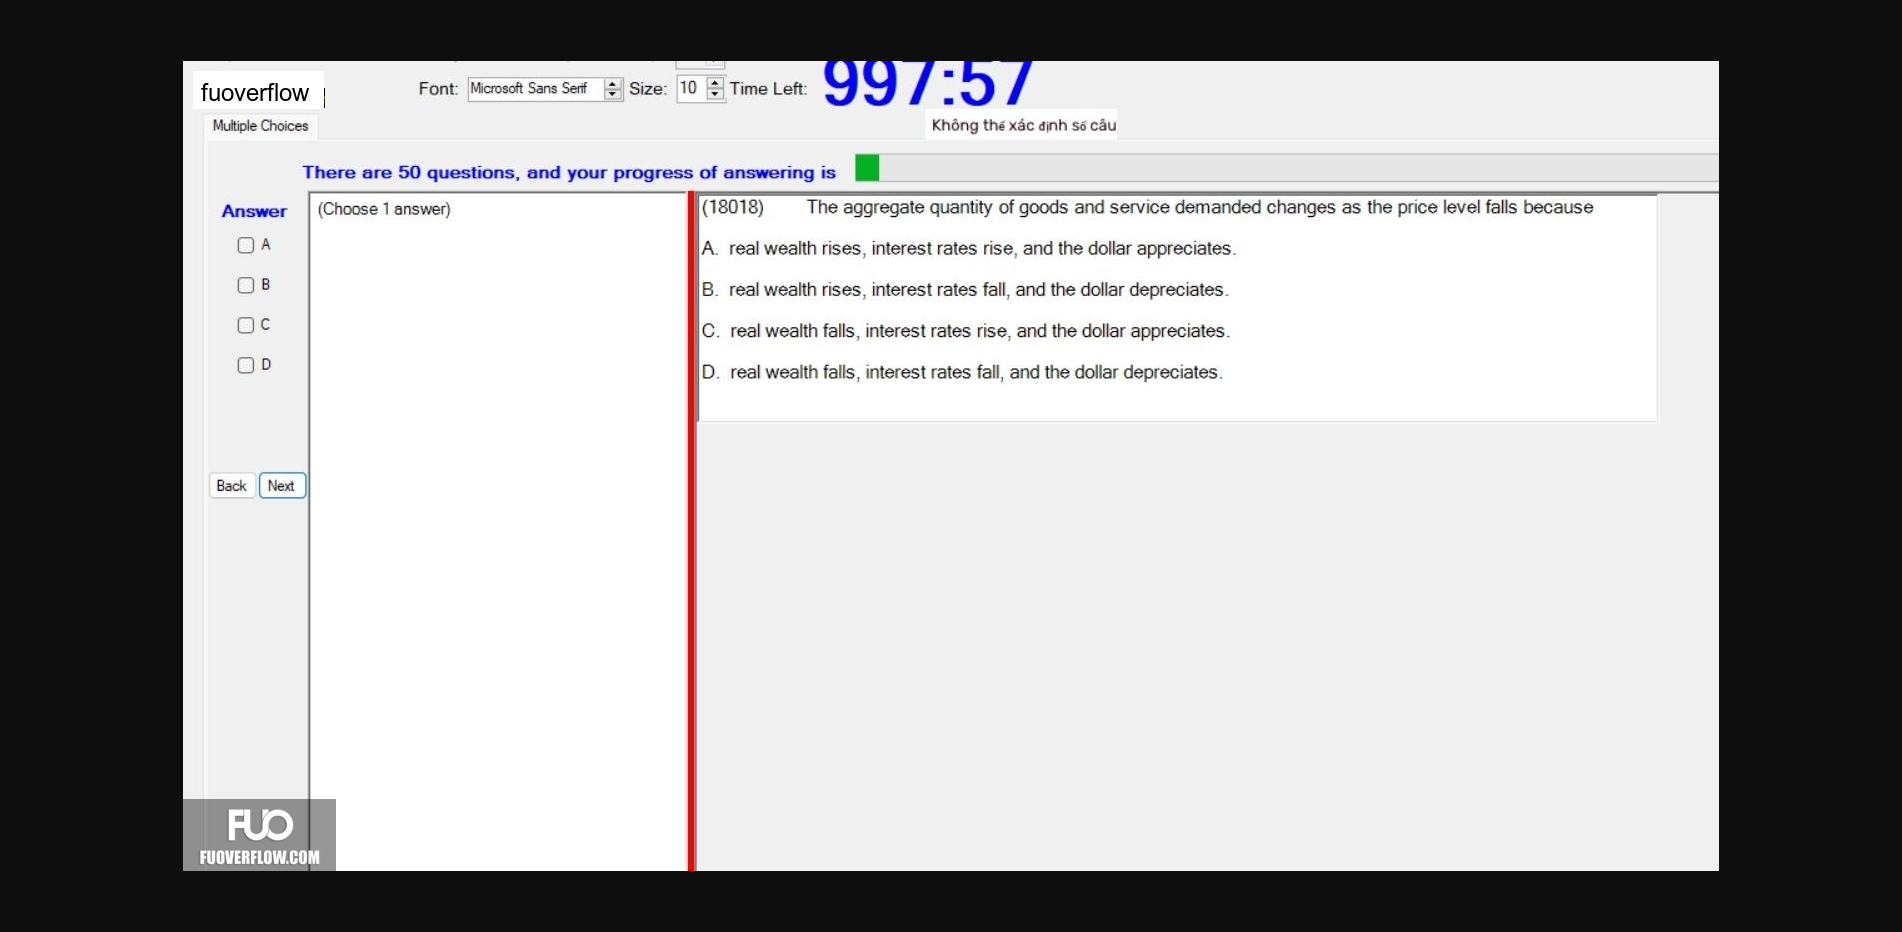 fuoverflow
Font: Microsoft Sans Serif Size: 10 Time Left: 997:57
Multiple Choices
Không thể xác định số câu
There are 50 questions, and your progress of answering is
Answer
(Choose 1 answer)
A
B
C
D
Back Next
(18018) The aggregate quantity of goods and service demanded changes as the price level falls because
A. real wealth rises, interest rates rise, and the dollar appreciates.
B. real wealth rises, interest rates fall, and the dollar depreciates.
C. real wealth falls, interest rates rise, and the dollar appreciates.
D. real wealth falls, interest rates fall, and the dollar depreciates.
FUO
FUOVERFLOW.COM